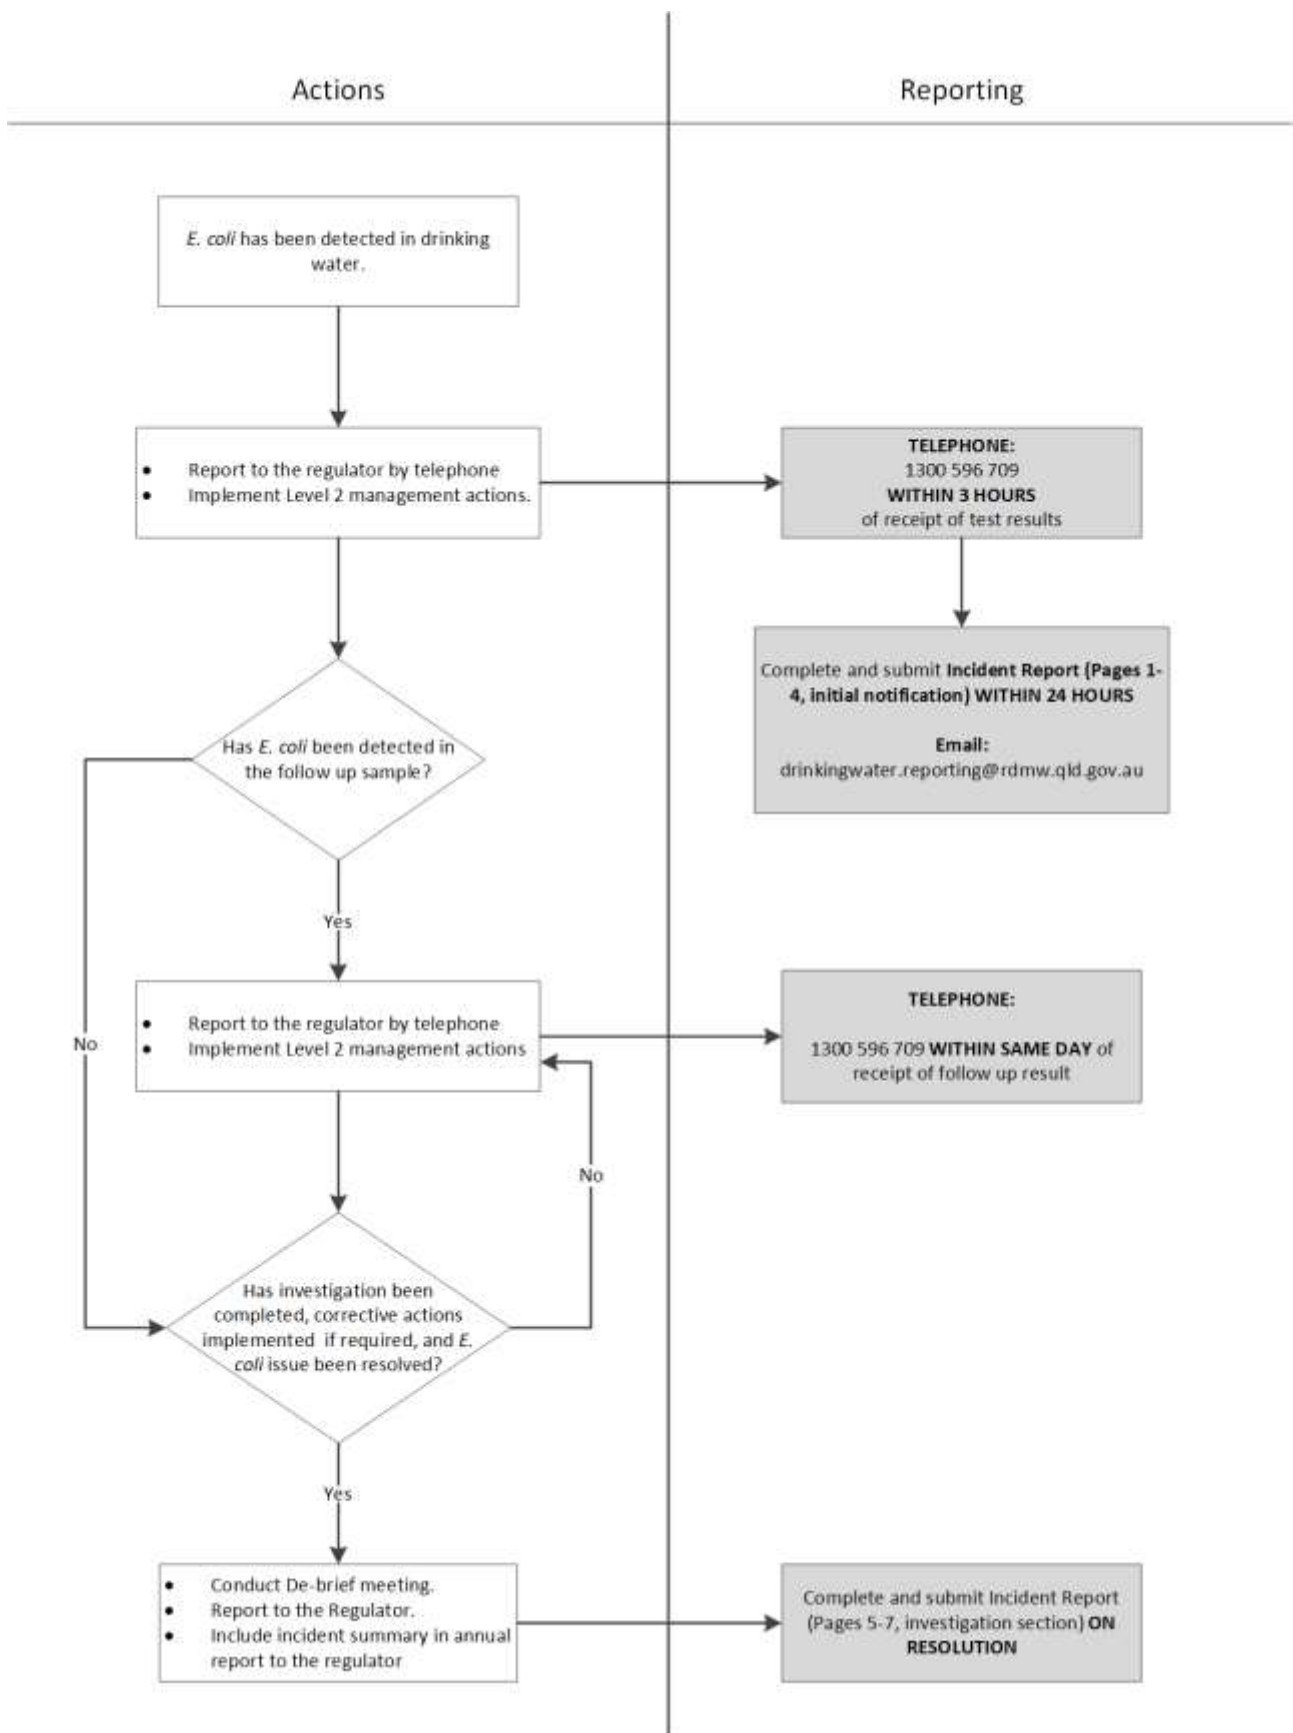 Actions
Reporting
E. coli has been detected in drinking
water.
• Report to the regulator by telephone
• Implement Level 2 management actions.
TELEPHONE:
1300 596 709
WITHIN 3 HOURS
of receipt of test results
Complete and submit Incident Report (Pages 1-
4, initial notification) WITHIN 24 HOURS
Email:
drinkingwater.reporting@rdmw.qld.gov.au
Has E. coli been detected in
the follow up sample?
Yes
No
• Report to the regulator by telephone
• Implement Level 2 management actions
TELEPHONE:
1300 596 709 WITHIN SAME DAY of
receipt of follow up result
No
Has investigation been
completed, corrective actions
implemented if required, and E.
coli issue been resolved?
Yes
• Conduct De-brief meeting.
• Report to the Regulator.
• Include incident summary in annual
report to the regulator
Complete and submit Incident Report
(Pages 5-7, investigation section) ON
RESOLUTION